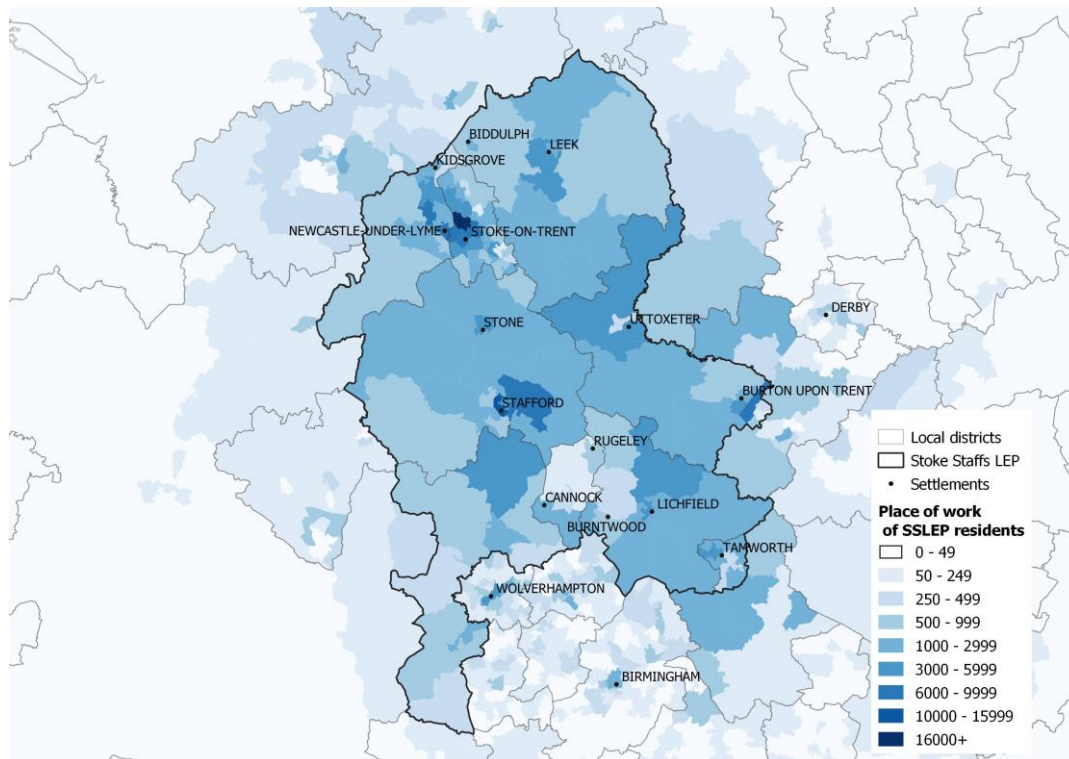 BIDDULPH
LEEK
KIDSGROVE
NEWCASTLE-UNDER-LYME
STOKE-ON-TRENT
DERBY
STONE
UTTOXETER
STAFFORD
BURTON UPON TRENT
RUGELEY
CANNOCK
LICHFIELD
BURNTWOOD
TAMWORTH
WOLVERHAMPTON
BIRMINGHAM
Local districts
Stoke Staffs LEP
Settlements
Place of work
of SSLEP residents
0 - 49
50 - 249
250 - 499
500 - 999
1000 - 2999
3000 - 5999
6000 - 9999
10000 - 15999
16000+